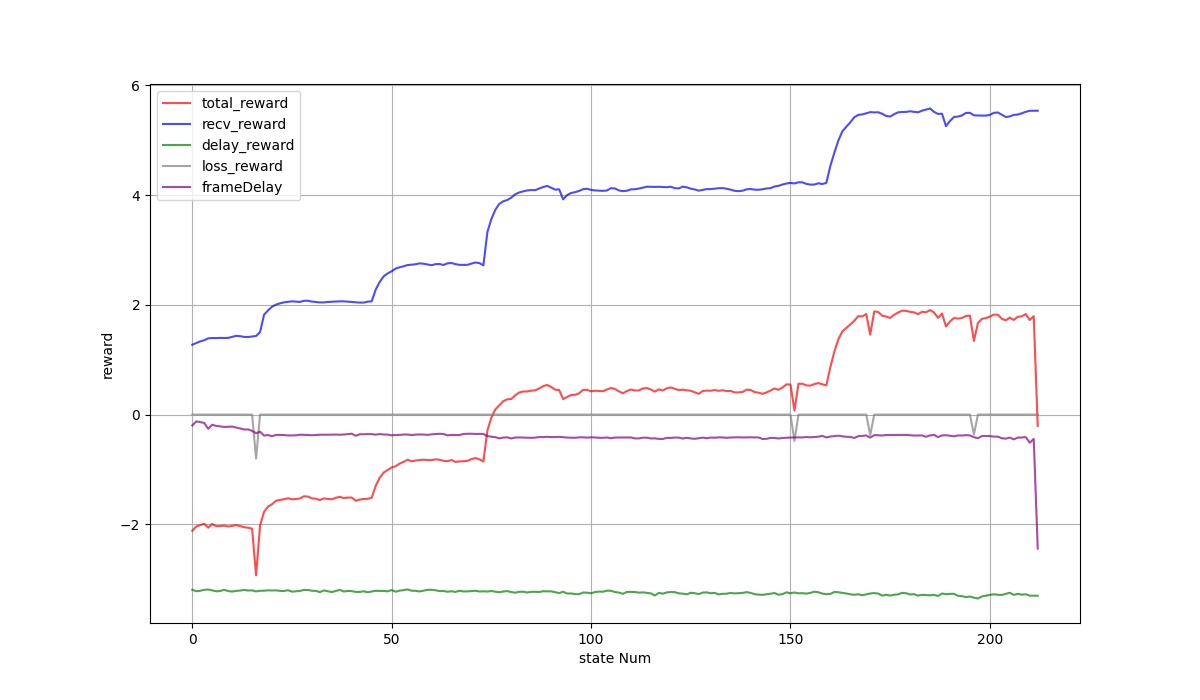 total_reward
recv_reward
delay_reward
loss_reward
frameDelay
6
4
2
0
−2
reward
0 50 100 150 200
state Num